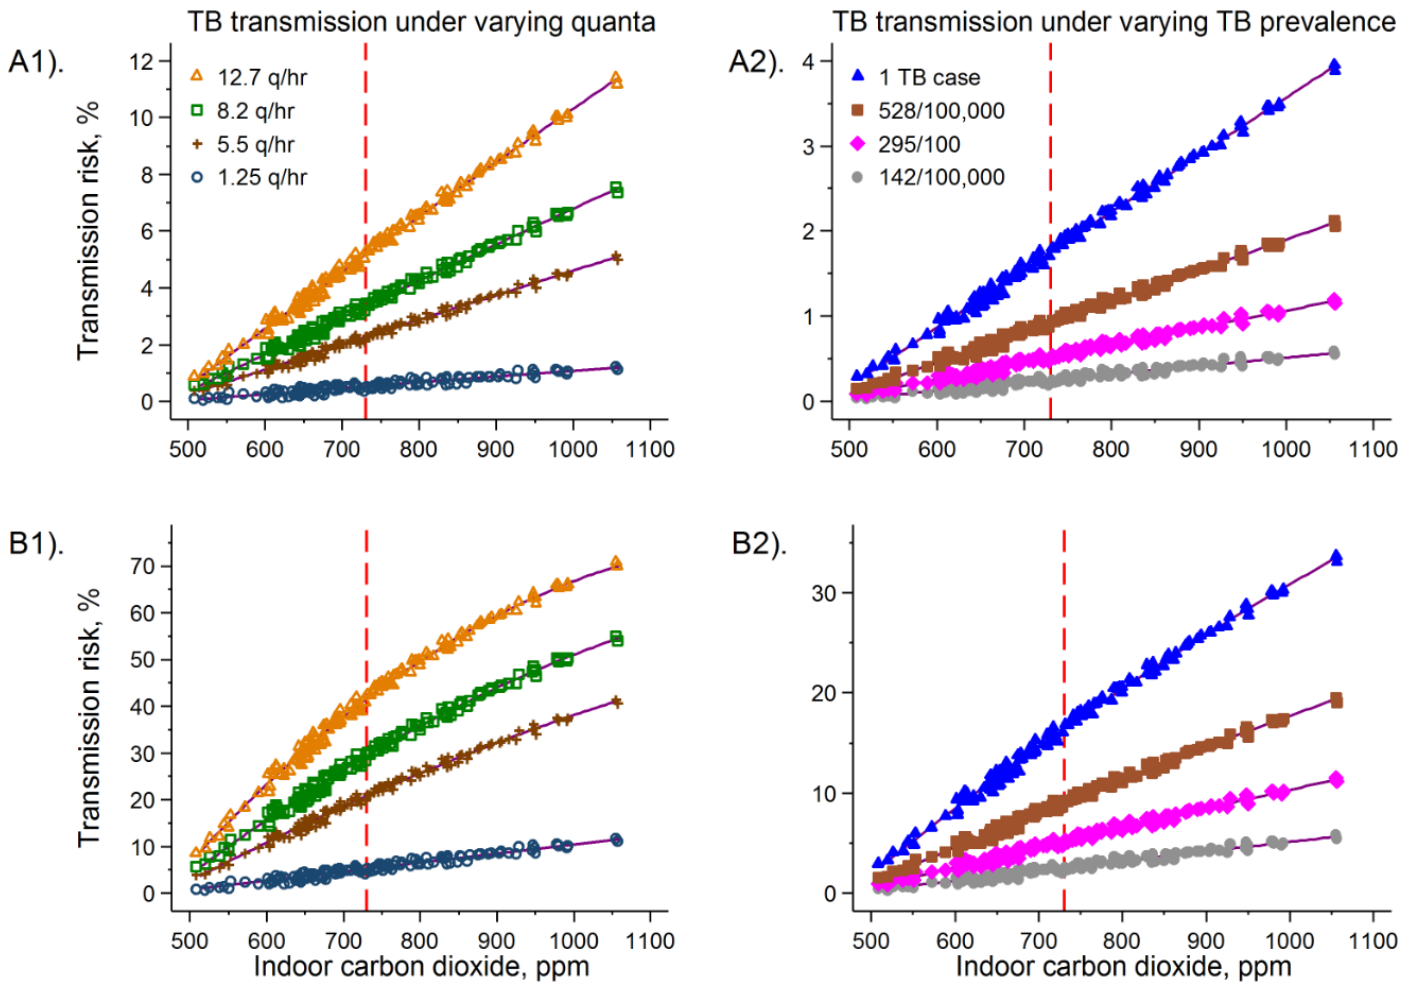 TB transmission under varying quanta
TB transmission under varying TB prevalence
A1).
Transmission risk, %
12
10
8
6
4
2
0
12.7 q/hr
8.2 q/hr
5.5 q/hr
1.25 q/hr
500 600 700 800 900 1000 1100
A2).
4
3
2
1
0
1 TB case
528/100,000
295/100
142/100,000
500 600 700 800 900 1000 1100
B1).
Transmission risk, %
70
60
50
40
30
20
10
0
500 600 700 800 900 1000 1100
Indoor carbon dioxide, ppm
B2).
30
20
10
0
500 600 700 800 900 1000 1100
Indoor carbon dioxide, ppm